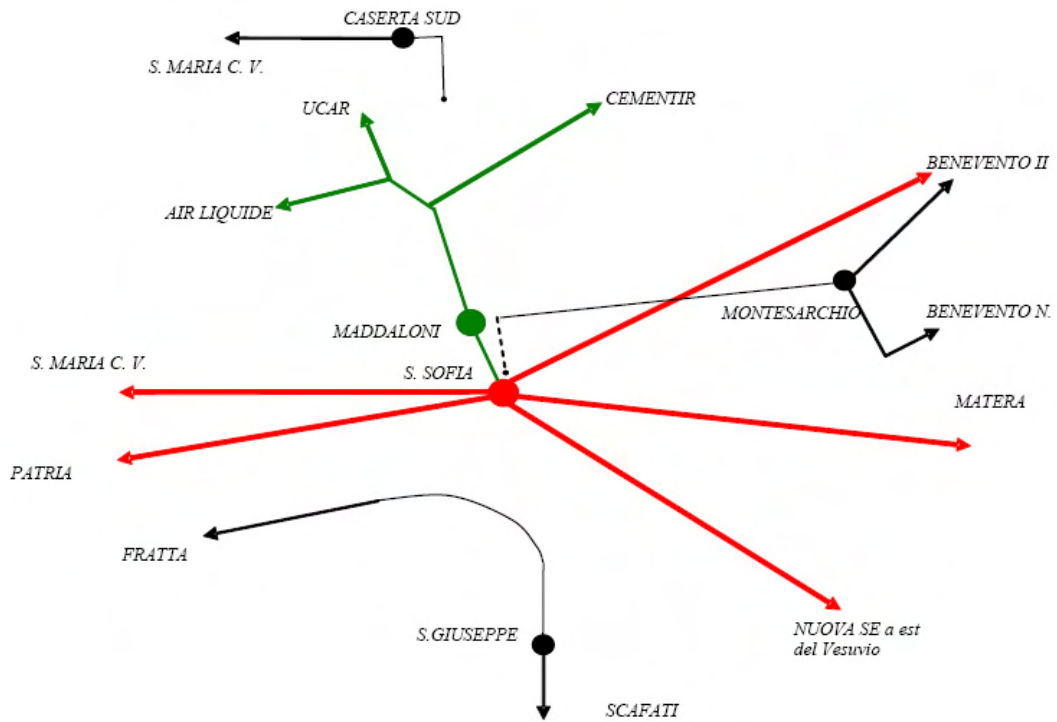 CASERTA SUD
S. MARIA C. V.
UCAR
CEMENTIR
BENEVENTO II
AIR LIQUIDE
MADDALONI
MONTESARCHIO
BENEVENTO N.
S. MARIA C. V.
S. SOFIA
MATERA
PATRIA
FRATTA
S.GIUSEPPE
NUOVA SE a est
del Vesuvio
SCAFATI